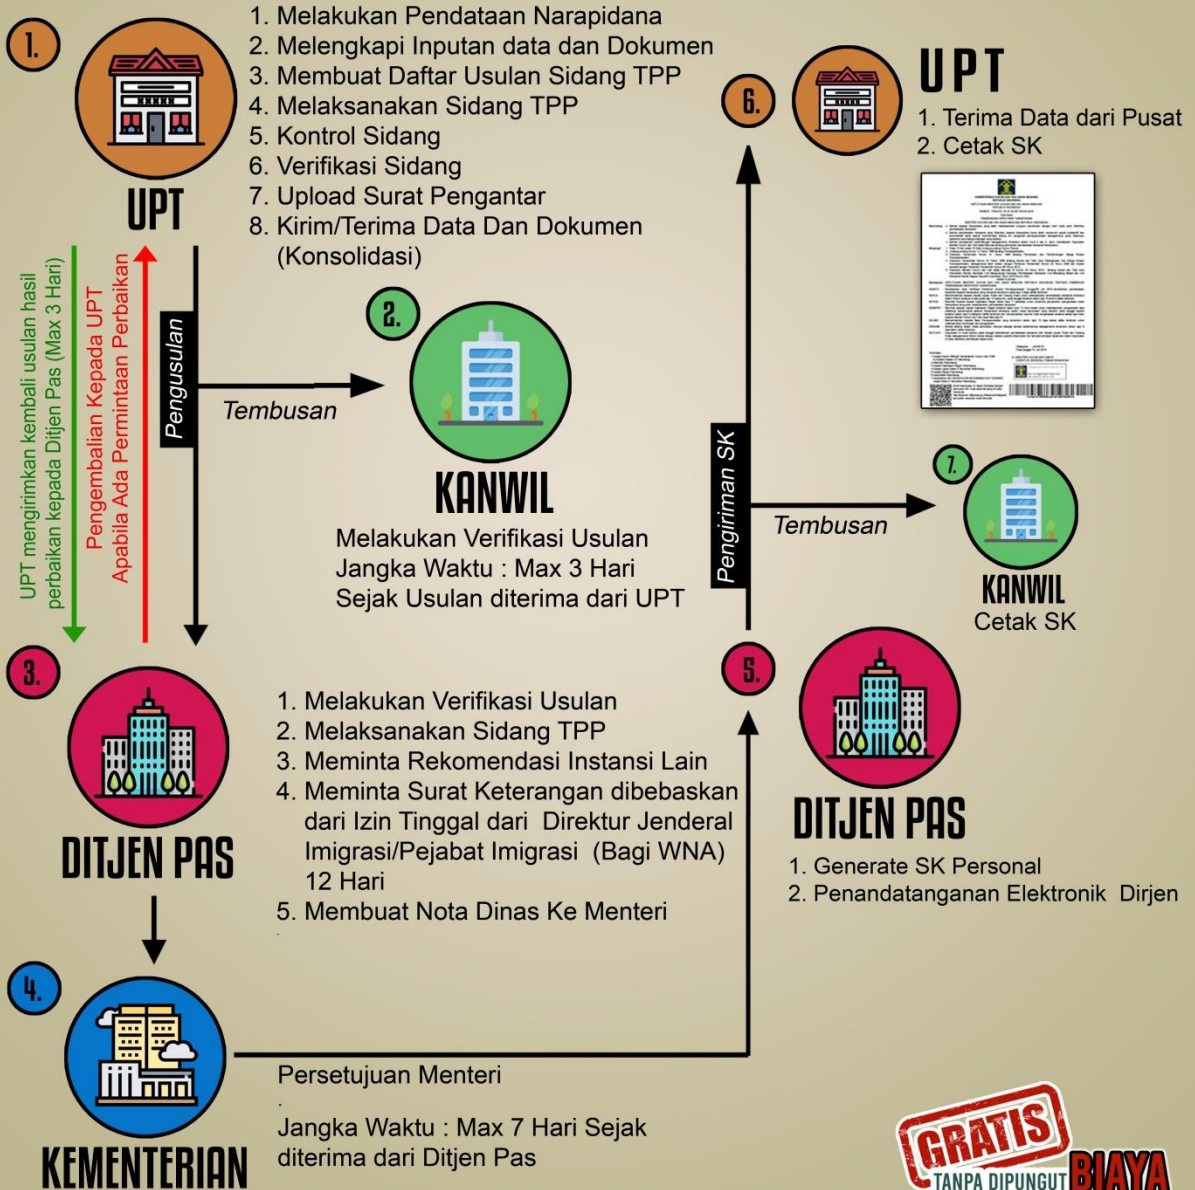 1.
UPT
1. Melakukan Pendataan Narapidana
2. Melengkapi Inputan data dan Dokumen
3. Membuat Daftar Usulan Sidang TPP
4. Melaksanakan Sidang TPP
5. Kontrol Sidang
6. Verifikasi Sidang
7. Upload Surat Pengantar
8. Kirim/Terima Data Dan Dokumen
(Konsolidasi)
UPT mengirimkan kembali usulan hasil
perbaikan kepada Ditjen Pas (Max 3 Hari)
Pengembalian Kepada UPT
Apabila Ada Permintaan Perbaikan
Pengusulan
Tembusan
2.
KANWIL
Melakukan Verifikasi Usulan
Jangka Waktu : Max 3 Hari
Sejak Usulan diterima dari UPT
3.
DITJEN PAS
1. Melakukan Verifikasi Usulan
2. Melaksanakan Sidang TPP
3. Meminta Rekomendasi Instansi Lain
4. Meminta Surat Keterangan dibebaskan
dari Izin Tinggal dari Direktur Jenderal
Imigrasi/Pejabat Imigrasi (Bagi WNA)
12 Hari
5. Membuat Nota Dinas Ke Menteri
.
4.
KEMENTERIAN
Persetujuan Menteri
.
Jangka Waktu : Max 7 Hari Sejak
diterima dari Ditjen Pas
5.
DITJEN PAS
1. Generate SK Personal
2. Penandatanganan Elektronik Dirjen
Pengiriman SK
Tembusan
6.
UPT
1. Terima Data dari Pusat
2. Cetak SK
7.
KANWIL
Cetak SK
GRATIS
TANPA DIPUNGUT BIAYA